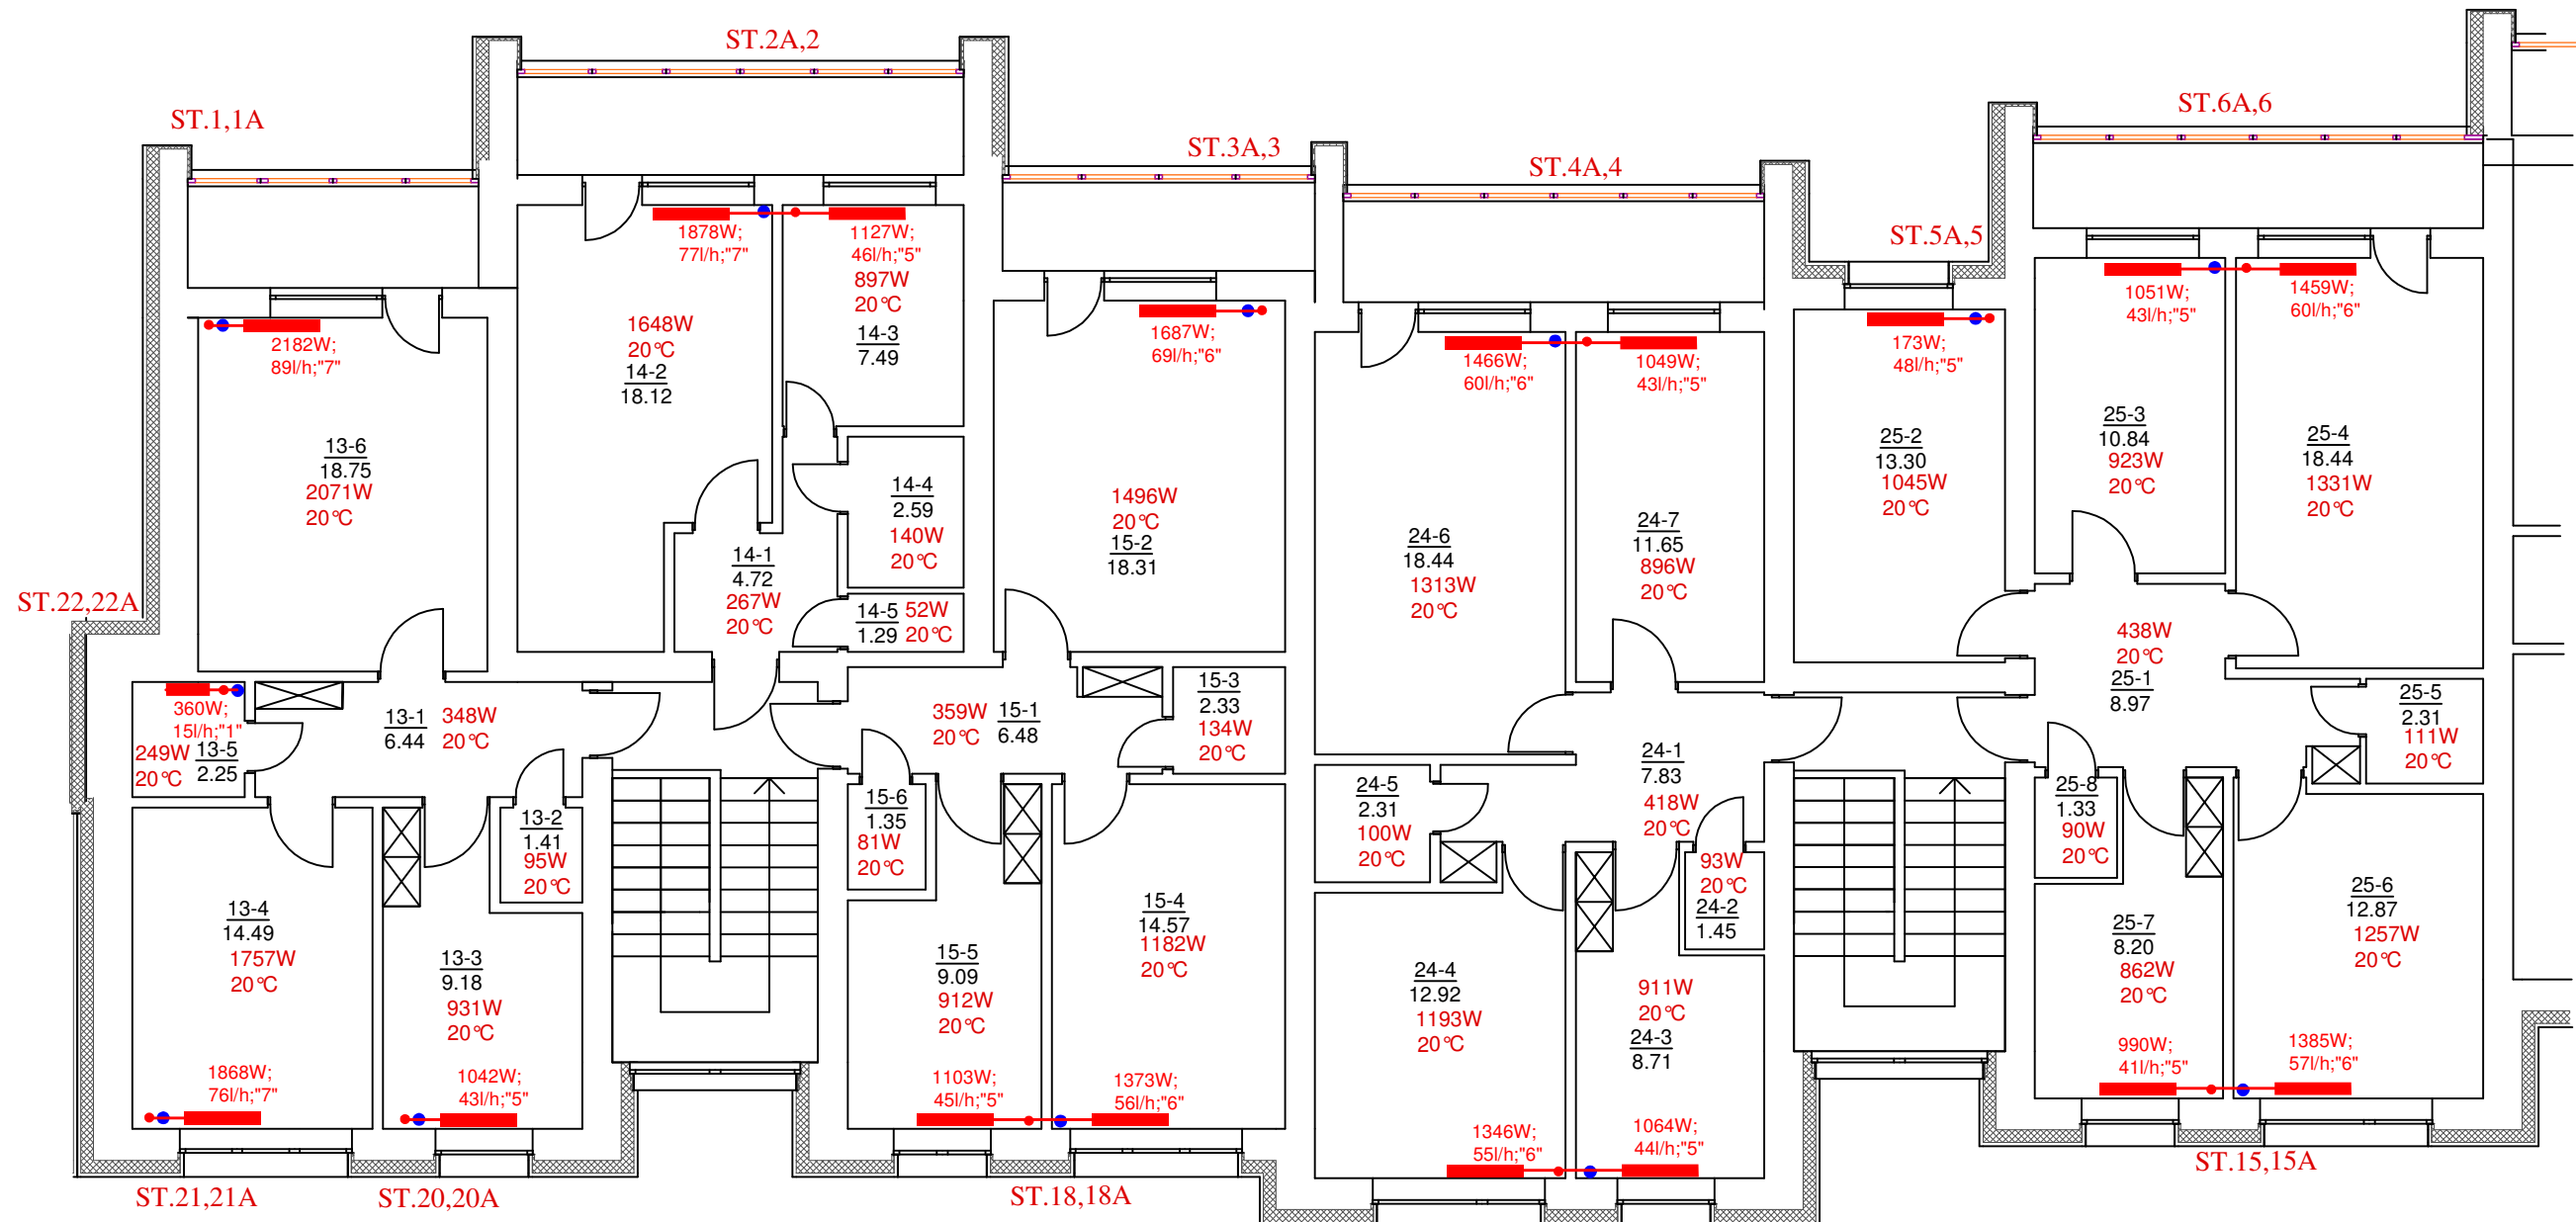 ST.1,1A
ST.2A,2
ST.3A,3
ST.4A,4
ST.5A,5
ST.6A,6
ST.22,22A
ST.21,21A
ST.20,20A
ST.18,18A
ST.15,15A
2182W;
89l/h;"7"
13-6
18.75
2071W
20°C
360W;
15l/h;"1"
249W
20°C
13-5
2.25
13-1
6.44
348W
20°C
13-2
1.41
95W
20°C
13-4
14.49
1757W
20°C
1868W;
76l/h;"7"
13-3
9.18
931W
20°C
1042W;
43l/h;"5"
1878W;
77l/h;"7"
1648W
20°C
14-2
18.12
1127W;
46l/h;"5"
897W
20°C
14-3
7.49
14-4
2.59
140W
20°C
14-1
4.72
267W
20°C
14-5
1.29
52W
20°C
1687W;
69l/h;"6"
1496W
20°C
15-2
18.31
359W
20°C
15-1
6.48
15-3
2.33
134W
20°C
15-6
1.35
81W
20°C
15-5
9.09
912W
20°C
1103W;
45l/h;"5"
15-4
14.57
1182W
20°C
1373W;
56l/h;"6"
1466W;
60l/h;"6"
24-6
18.44
1313W
20°C
1049W;
43l/h;"5"
24-7
11.65
896W
20°C
24-1
7.83
418W
20°C
24-5
2.31
100W
20°C
93W
20°C
24-2
1.45
24-4
12.92
1193W
20°C
1346W;
55l/h;"6"
911W
20°C
24-3
8.71
1064W;
44l/h;"5"
173W;
48l/h;"5"
25-2
13.30
1045W
20°C
1051W;
43l/h;"5"
25-3
10.84
923W
20°C
1459W;
60l/h;"6"
25-4
18.44
1331W
20°C
438W
20°C
25-1
8.97
25-5
2.31
111W
20°C
25-8
1.33
90W
20°C
25-7
8.20
862W
20°C
990W;
41l/h;"5"
25-6
12.87
1257W
20°C
1385W;
57l/h;"6"